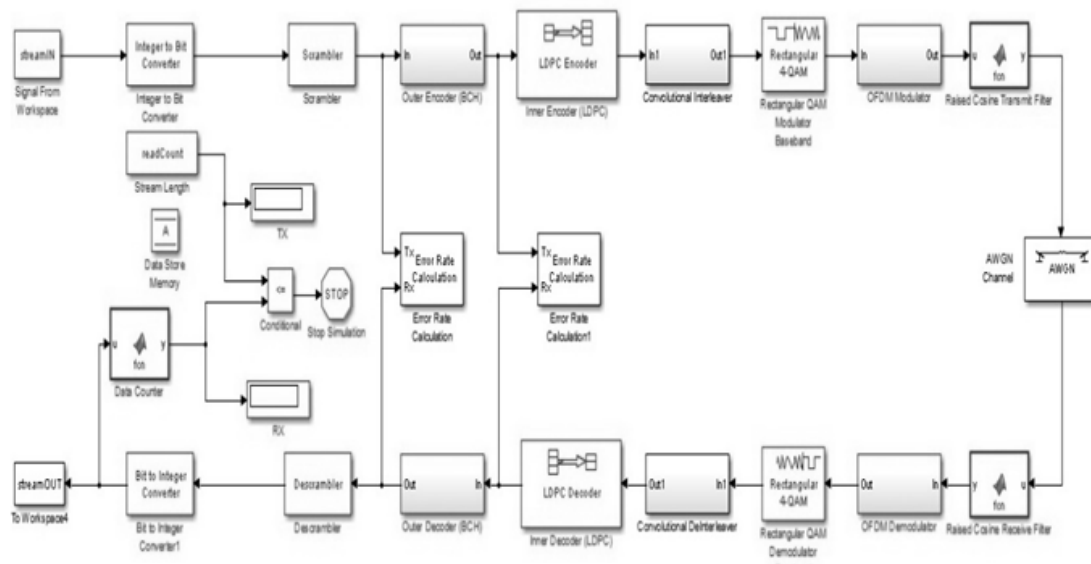 streamIN
Signal From
Workspace
Integer to Bit
Converter
Integer to Bit
Converter
Scrambler
Scrambler
In
Out
Outer Encoder (BCH)
LDPC Encoder
Inner Encoder (LDPC)
In1
Out1
Convolutional Interleaver
Rectangular
4-QAM
Rectangular QAM
Modulator
Baseband
In
Out
OFDM Modulator
u
y
fcn
Raised Cosine Transmit Filter
readCount
Stream Length
TX
A
Data Store
Memory
<=
Conditional
STOP
Stop Simulation
Tx
Rx
Error Rate
Calculation
Error Rate
Calculation
Tx
Rx
Error Rate
Calculation
Error Rate
Calculation1
AWGN
Channel
AWGN
u
y
fcn
Data Counter
RX
streamOUT
To Workspace4
Bit to Integer
Converter
Bit to Integer
Converter1
Descrambler
Descrambler
Out
In
Outer Decoder (BCH)
LDPC Decoder
Inner Decoder (LDPC)
Out1
In1
Convolutional DeInterleaver
Rectangular
4-QAM
Rectangular QAM
Demodulator
Out
In
OFDM Demodulator
y
u
fcn
Raised Cosine Receive Filter